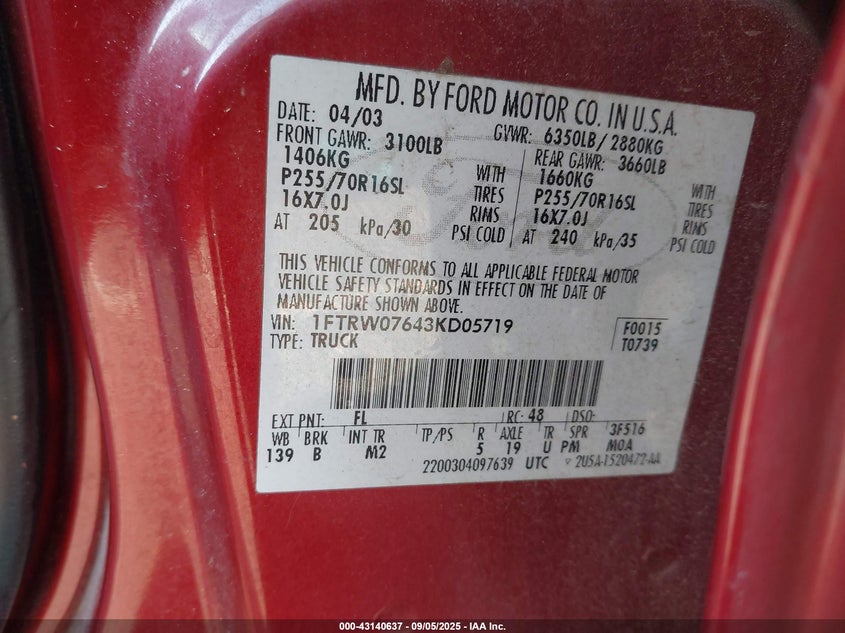 MFD. BY FORD MOTOR CO. IN U.S.A.
DATE: 04/03 GVWR: 6350LB/ 2880KG
FRONT GAWR: 3100LB REAR GAWR: 3660LB
1406KG WITH 1660KG WITH
P255/70R16SL TIRES P255/70R16SL TIRES
16X7.0J RIMS 16X7.0J RIMS
AT 205 kPa/30 PSI COLD AT 240 kPa/35 PSI COLD
THIS VEHICLE CONFORMS TO ALL APPLICABLE FEDERAL MOTOR
VEHICLE SAFETY STANDARDS IN EFFECT ON THE DATE OF
MANUFACTURE SHOWN ABOVE.
VIN: 1FTRW07643KD05719 F0015
TYPE: TRUCK T0739
EXT PNT: FL RC: 48 DSO:
WB BRK INT TR TP/PS R AXLE TR SPR 3F516
139 B M2 5 19 U PM MOA
2200304097639 UTC 2U5A-1520472-AA
000-43140637 - 09/05/2025 - IAA Inc.